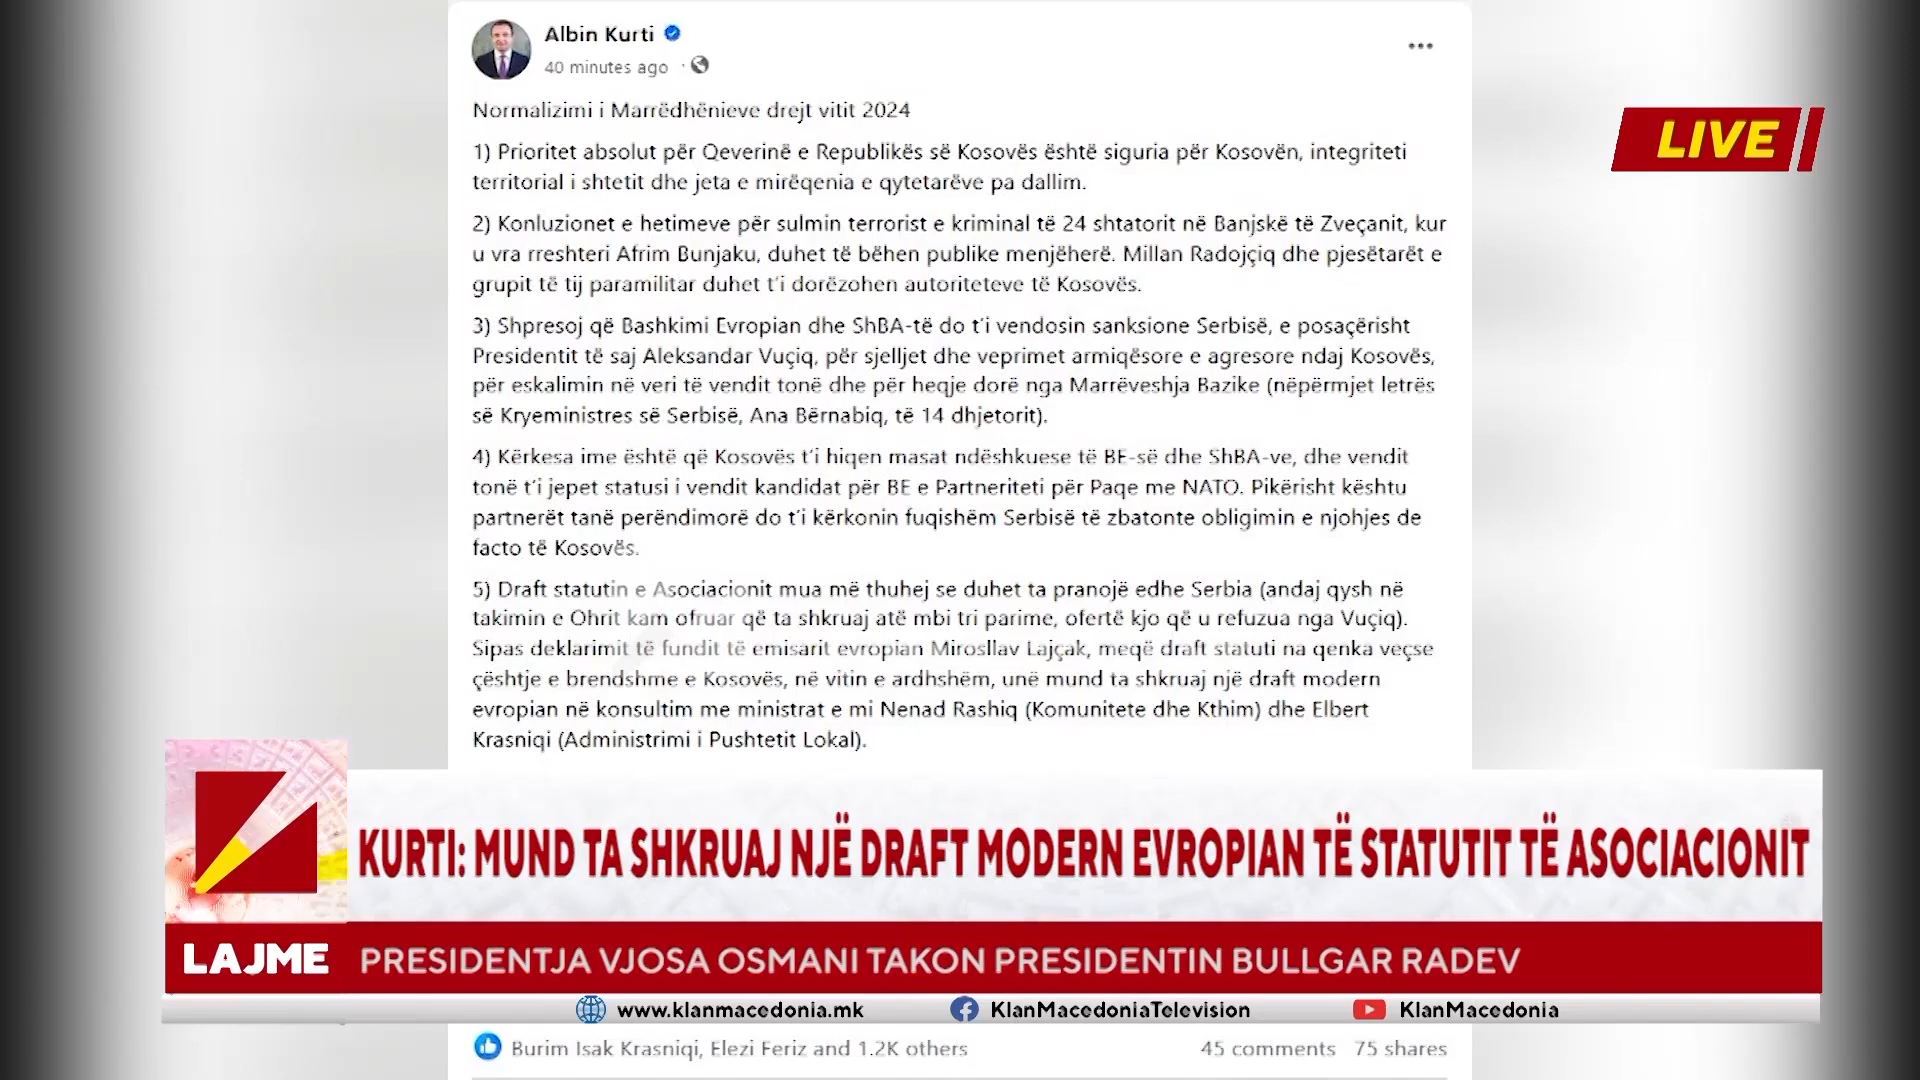 Albin Kurti
40 minutes ago ·
Normalizimi i Marrëdhënieve drejt vitit 2024
1) Prioritet absolut për Qeverinë e Republikës së Kosovës është siguria për Kosovën, integriteti
territorial i shtetit dhe jeta e mirëqenia e qytetarëve pa dallim.
2) Konluzionet e hetimeve për sulmin terrorist e kriminal të 24 shtatorit në Banjskë të Zveçanit, kur
u vra rreshteri Afrim Bunjaku, duhet të bëhen publike menjëherë. Millan Radojçiq dhe pjesëtarët e
grupit të tij paramilitar duhet t'i dorëzohen autoriteteve të Kosovës.
3) Shpresoj që Bashkimi Evropian dhe ShBA-të do t'i vendosin sanksione Serbisë, e posaçërisht
Presidentit të saj Aleksandar Vuçiq, për sjelljet dhe veprimet armiqësore e agresore ndaj Kosovës,
për eskalimin në veri të vendit tonë dhe për heqje dorë nga Marrëveshja Bazike (nëpërmjet letrës
së Kryeministres së Serbisë, Ana Bërnabiq, të 14 dhjetorit).
4) Kërkesa ime është që Kosovës t'i hiqen masat ndëshkuese të BE-së dhe ShBA-ve, dhe vendit
tonë t'i jepet statusi i vendit kandidat për BE e Partneriteti për Paqe me NATO. Pikërisht kështu
partnerët tanë perëndimorë do t'i kërkonin fuqishëm Serbisë të zbatonte obligimin e njohjes de
facto të Kosovës.
5) Draft statutin e Asociacionit mua më thuhej se duhet ta pranojë edhe Serbia (andaj qysh në
takimin e Ohrit kam ofruar që ta shkruaj atë mbi tri parime, ofertë kjo që u refuzua nga Vuçiq).
Sipas deklarimit të fundit të emisarit evropian Mirosllav Lajçak, meqë draft statuti na qenka veçse
çështje e brendshme e Kosovës, në vitin e ardhshëm, unë mund ta shkruaj një draft modern
evropian në konsultim me ministrat e mi Nenad Rashiq (Komunitete dhe Kthim) dhe Elbert
Krasniqi (Administrimi i Pushtetit Lokal).
LIVE
KURTI: MUND TA SHKRUAJ NJË DRAFT MODERN EVROPIAN TË STATUTIT TË ASOCIACIONIT
LAJME PRESIDENTJA VJOSA OSMANI TAKON PRESIDENTIN BULLGAR RADEV
www.klanmacedonia.mk KlanMacedoniaTelevision KlanMacedonia
Burim Isak Krasniqi, Elezi Feriz and 1.2K others 45 comments 75 shares